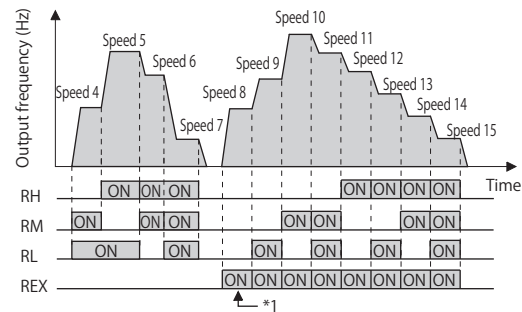 Output frequency (Hz)
Speed 4
Speed 5
Speed 6
Speed 7
Speed 8
Speed 9
Speed 10
Speed 11
Speed 12
Speed 13
Speed 14
Speed 15
Time
RH ON ON ON ON ON ON ON
RM ON ON ON ON ON ON ON
RL ON ON ON ON ON ON
REX ON ON ON ON ON ON ON ON
*1